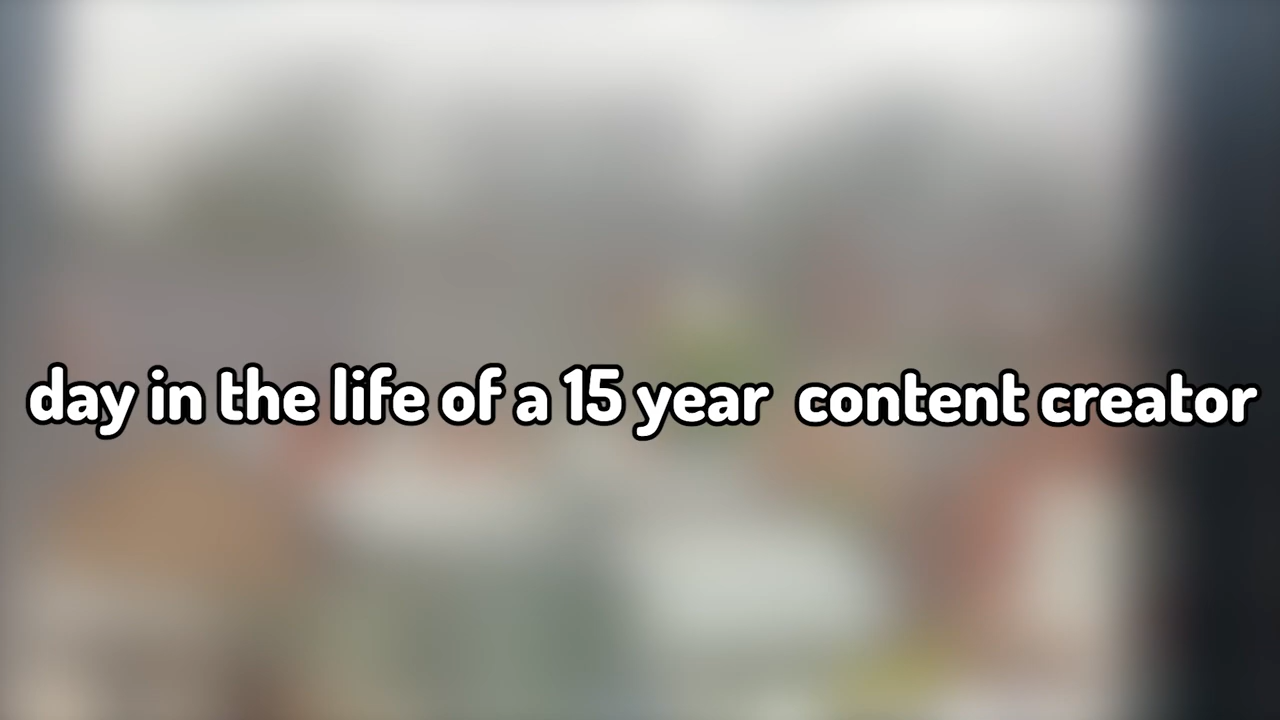 day in the life of a 15 year  content creator